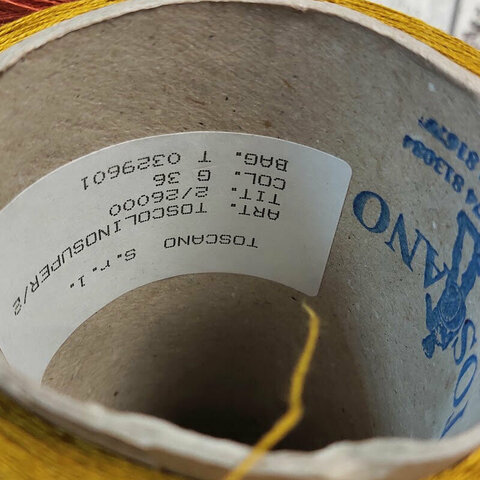 TOSCANO S.r.l.
ART. TOSCOLINOSUPER/2
TIT. 2/26000
COL. G 36
BAG. T 0329601